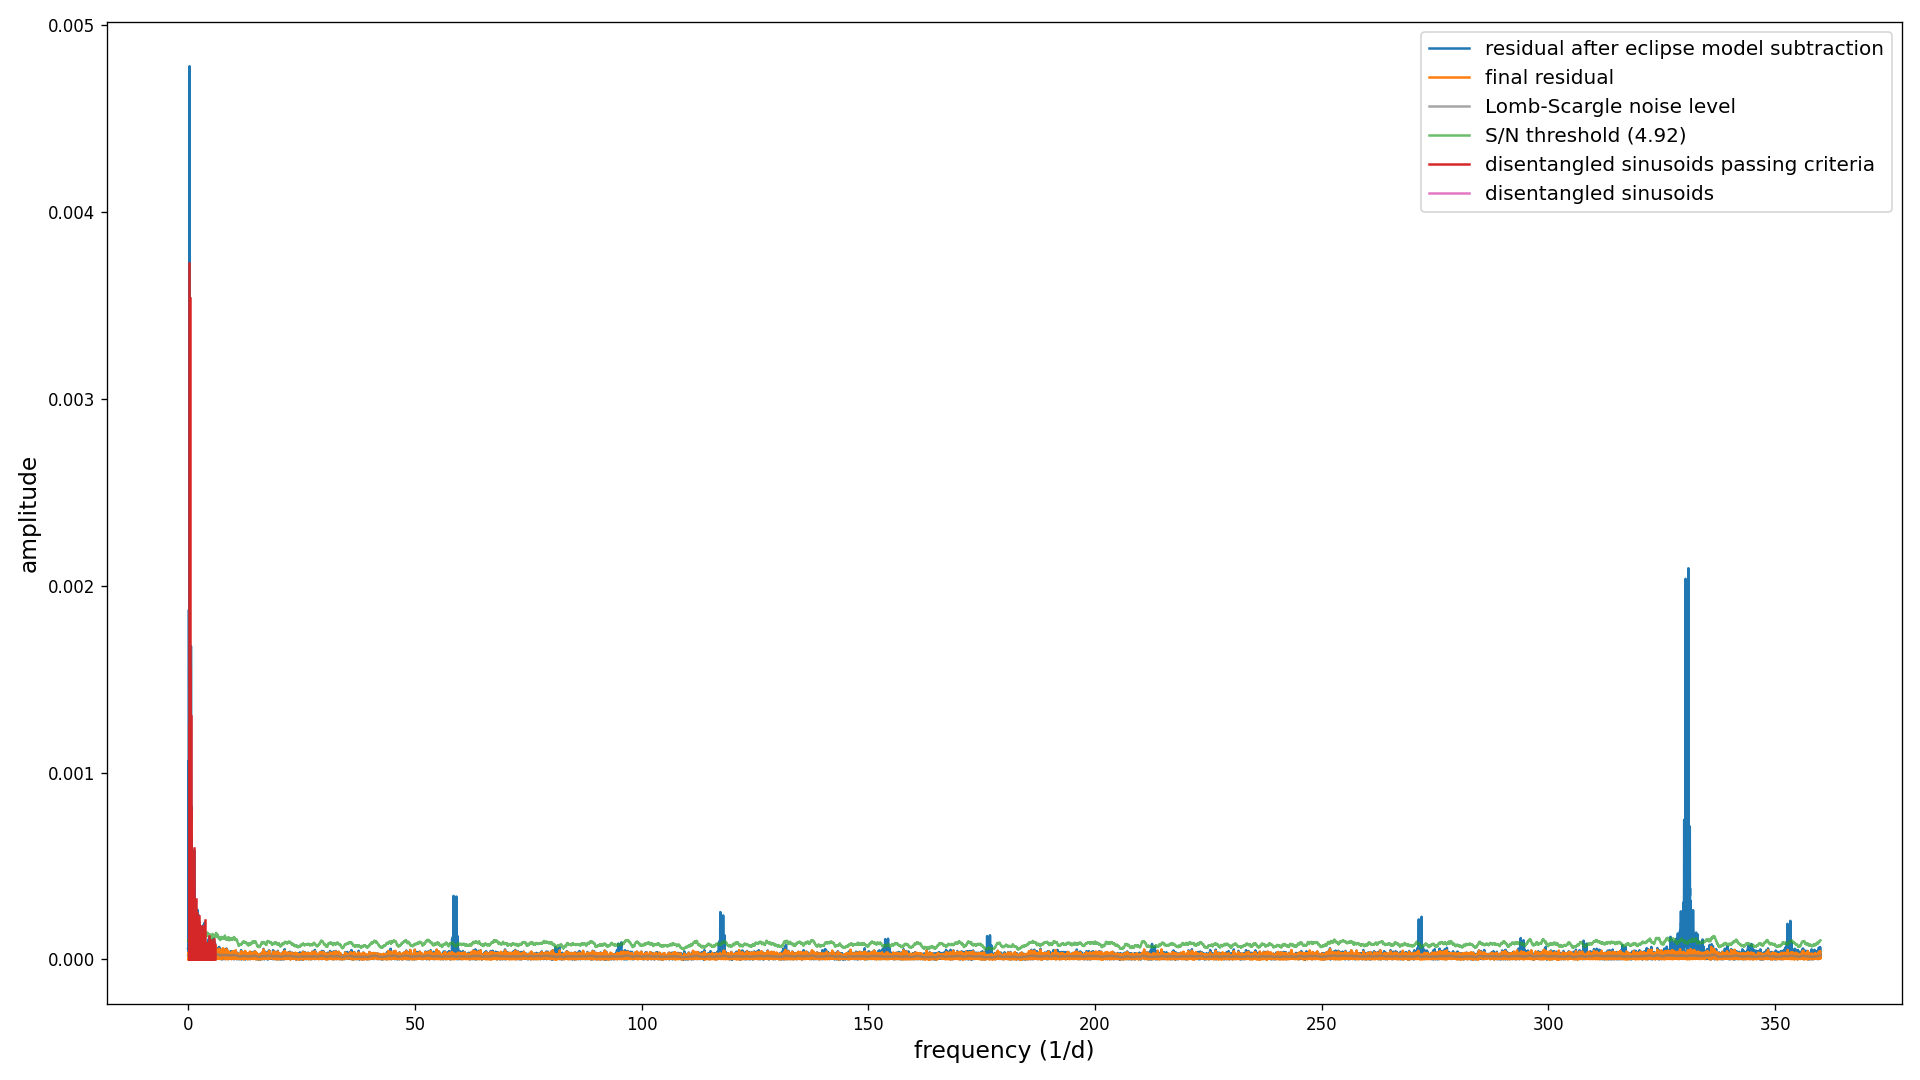 0.005
0.004
0.003
0.002
0.001
0.000
amplitude
residual after eclipse model subtraction
final residual
Lomb-Scargle noise level
S/N threshold (4.92)
disentangled sinusoids passing criteria
disentangled sinusoids
0 50 100 150 200 250 300 350
frequency (1/d)